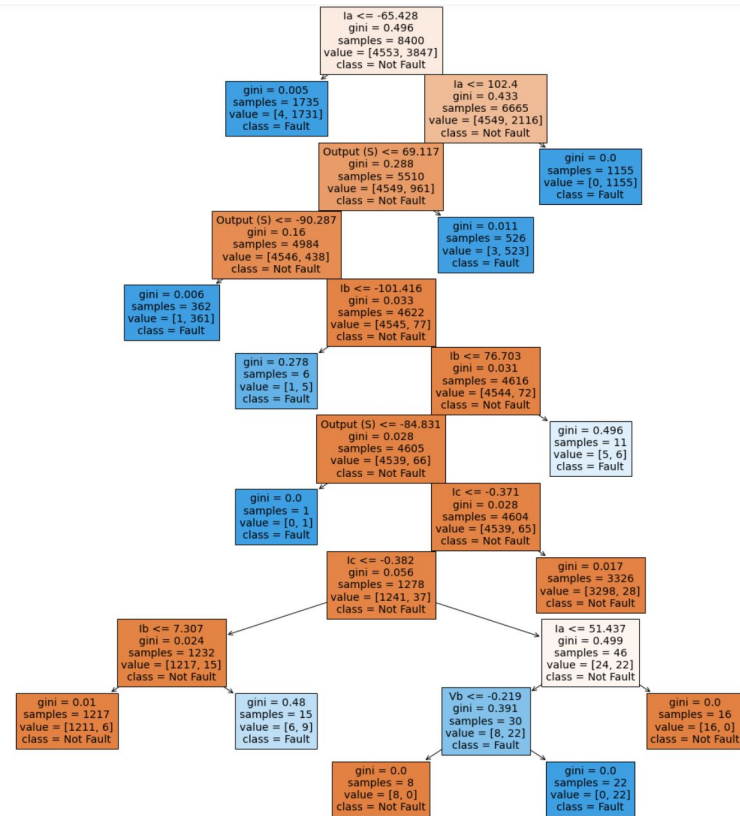 Ia <= -65.428
gini = 0.496
samples = 8400
value = [4553, 3847]
class = Not Fault
gini = 0.005
samples = 1735
value = [4, 1731]
class = Fault
Ia <= 102.4
gini = 0.433
samples = 6665
value = [4549, 2116]
class = Not Fault
Output (S) <= 69.117
gini = 0.288
samples = 5510
value = [4549, 961]
class = Not Fault
gini = 0.0
samples = 1155
value = [0, 1155]
class = Fault
Output (S) <= -90.287
gini = 0.16
samples = 4984
value = [4546, 438]
class = Not Fault
gini = 0.011
samples = 526
value = [3, 523]
class = Fault
gini = 0.006
samples = 362
value = [1, 361]
class = Fault
Ib <= -101.416
gini = 0.033
samples = 4622
value = [4545, 77]
class = Not Fault
gini = 0.278
samples = 6
value = [1, 5]
class = Fault
Ib <= 76.703
gini = 0.031
samples = 4616
value = [4544, 72]
class = Not Fault
Output (S) <= -84.831
gini = 0.028
samples = 4605
value = [4539, 66]
class = Not Fault
gini = 0.496
samples = 11
value = [5, 6]
class = Fault
gini = 0.0
samples = 1
value = [0, 1]
class = Fault
Ic <= -0.371
gini = 0.028
samples = 4604
value = [4539, 65]
class = Not Fault
Ic <= -0.382
gini = 0.056
samples = 1278
value = [1241, 37]
class = Not Fault
gini = 0.017
samples = 3326
value = [3298, 28]
class = Not Fault
Ib <= 7.307
gini = 0.024
samples = 1232
value = [1217, 15]
class = Not Fault
Ia <= 51.437
gini = 0.499
samples = 46
value = [24, 22]
class = Not Fault
gini = 0.01
samples = 1217
value = [1211, 6]
class = Not Fault
gini = 0.48
samples = 15
value = [6, 9]
class = Fault
Vb <= -0.219
gini = 0.391
samples = 30
value = [8, 22]
class = Fault
gini = 0.0
samples = 16
value = [16, 0]
class = Not Fault
gini = 0.0
samples = 8
value = [8, 0]
class = Not Fault
gini = 0.0
samples = 22
value = [0, 22]
class = Fault